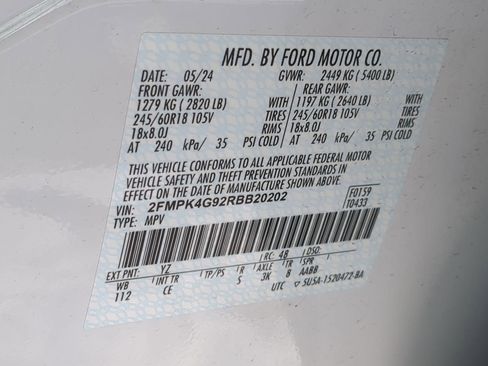 MFD. BY FORD MOTOR CO.
DATE: 05/24 GVWR: 2449 KG ( 5400 LB)
FRONT GAWR: REAR GAWR:
1279 KG ( 2820 LB) WITH 1197 KG ( 2640 LB) WITH
245/60R18 105V TIRES 245/60R18 105V TIRES
18x8.0J RIMS 18x8.0J RIMS
AT 240 kPa/ 35 PSI COLD AT 240 kPa/ 35 PSI COLD
THIS VEHICLE CONFORMS TO ALL APPLICABLE FEDERAL MOTOR
VEHICLE SAFETY AND THEFT PREVENTION STANDARDS IN
EFFECT ON THE DATE OF MANUFACTURE SHOWN ABOVE.
VIN: 2FMPK4G92RBB20202 F0159
TYPE: MPV T0433
EXT PNT: YZ RC: 48 DSO:
WB INT TR TP/PS R AXLE TR SPR
112 CE 5 3K 8 AABB
UTC 5U5A-1520472-BA